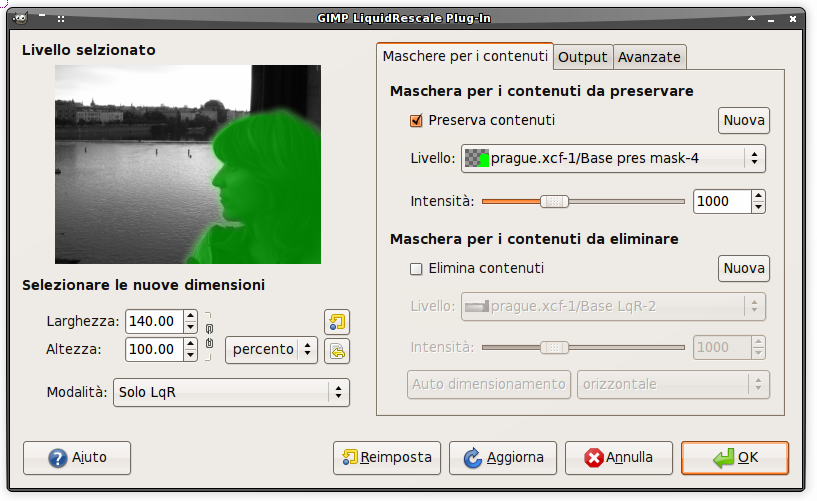 GIMP LiquidRescale Plug-In
Livello selzionato
Selezionare le nuove dimensioni
Larghezza: 140.00
Altezza: 100.00 percento
Modalità: Solo LqR
Maschere per i contenuti Output Avanzate
Maschera per i contenuti da preservare
Preserva contenuti Nuova
Livello: prague.xcf-1/Base pres mask-4
Intensità: 1000
Maschera per i contenuti da eliminare
Elimina contenuti Nuova
Livello: prague.xcf-1/Base LqR-2
Intensità: 1000
Auto dimensionamento orizzontale
Aiuto Reimposta Aggiorna Annulla OK